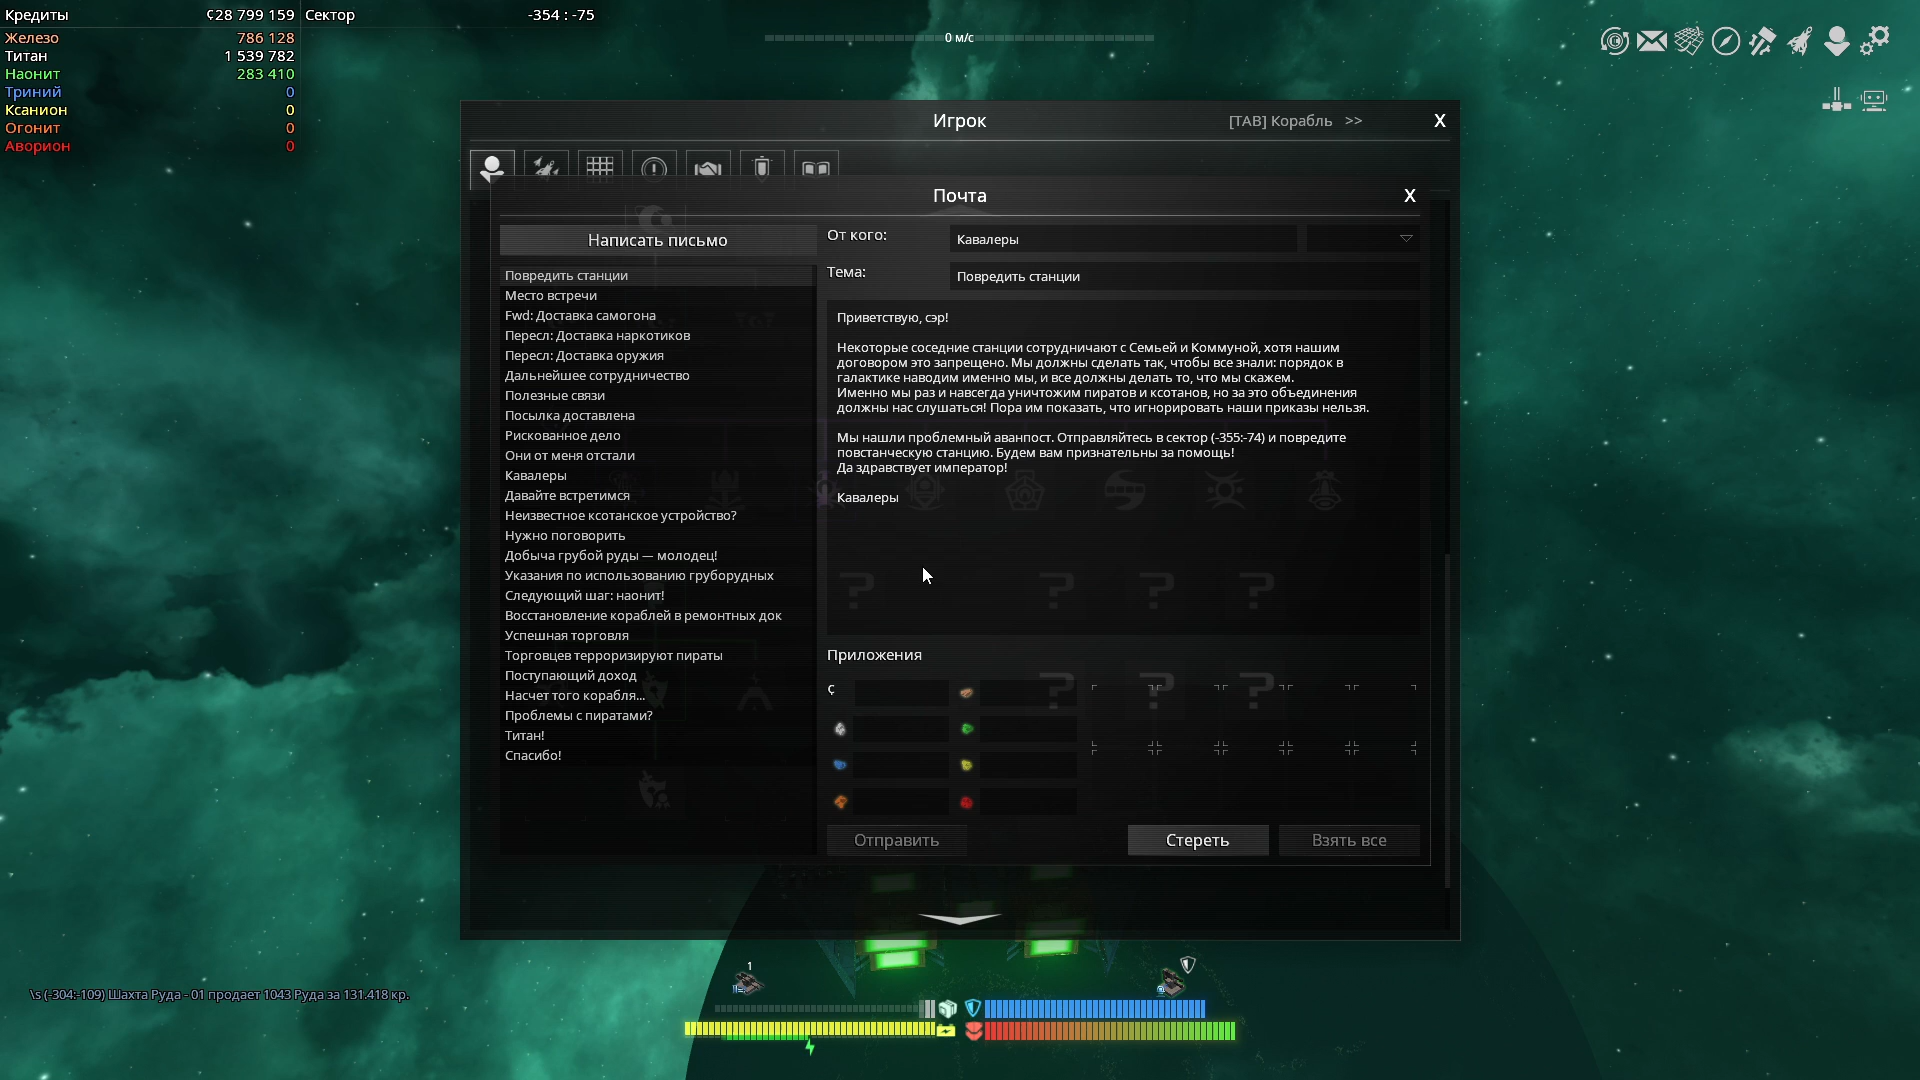 Кредиты ¢28 799 159 Сектор -354 : -75
Железо 786 128
Титан 1 539 782
Наонит 283 410
Триний 0
Ксанион 0
Огонит 0
Аворион 0
0 м/с
Игрок [TAB] Корабль >> X
Почта X
Написать письмо
Повредить станции
Место встречи
Fwd: Доставка самогона
Пересл: Доставка наркотиков
Пересл: Доставка оружия
Дальнейшее сотрудничество
Полезные связи
Посылка доставлена
Рискованное дело
Они от меня отстали
Кавалеры
Давайте встретимся
Неизвестное ксотанское устройство?
Нужно поговорить
Добыча грубой руды — молодец!
Указания по использованию груборудных
Следующий шаг: наонит!
Восстановление кораблей в ремонтных док
Успешная торговля
Торговцев терроризируют пираты
Поступающий доход
Насчет того корабля...
Проблемы с пиратами?
Титан!
Спасибо!
От кого: Кавалеры
Тема: Повредить станции
Приветствую, сэр!
Некоторые соседние станции сотрудничают с Семьей и Коммуной, хотя нашим
договором это запрещено. Мы должны сделать так, чтобы все знали: порядок в
галактике наводим именно мы, и все должны делать то, что мы скажем.
Именно мы раз и навсегда уничтожим пиратов и ксотанов, но за это объединения
должны нас слушаться! Пора им показать, что игнорировать наши приказы нельзя.
Мы нашли проблемный аванпост. Отправляйтесь в сектор (-355:-74) и повредите
повстанческую станцию. Будем вам признательны за помощь!
Да здравствует император!
Кавалеры
Приложения
¢
Отправить Стереть Взять все
1
\s (-304:-109) Шахта Руда - 01 продает 1043 Руда за 131.418 кр.